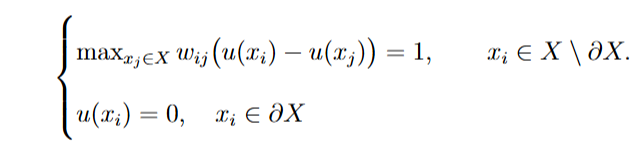 max_{x_j∈X} w_{ij}(u(x_i) − u(x_j)) = 1, x_i ∈ X \ ∂X.
u(x_i) = 0, x_i ∈ ∂X